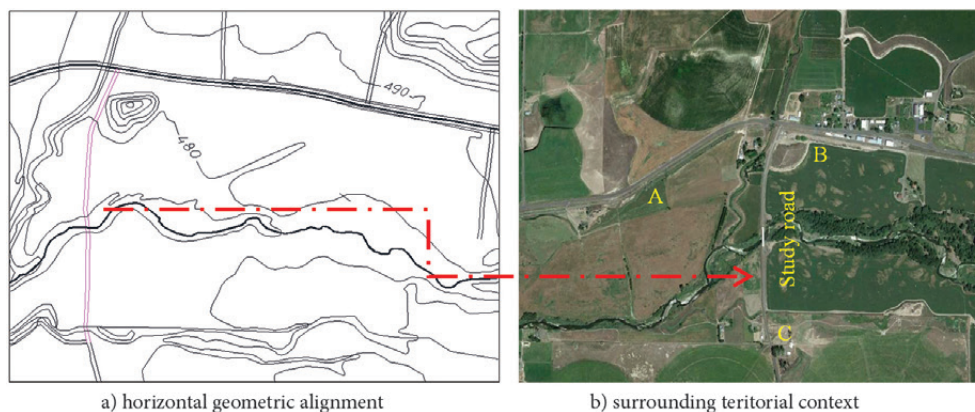 490
480
A
B
Study road
C
a) horizontal geometric alignment
b) surrounding teritorial context